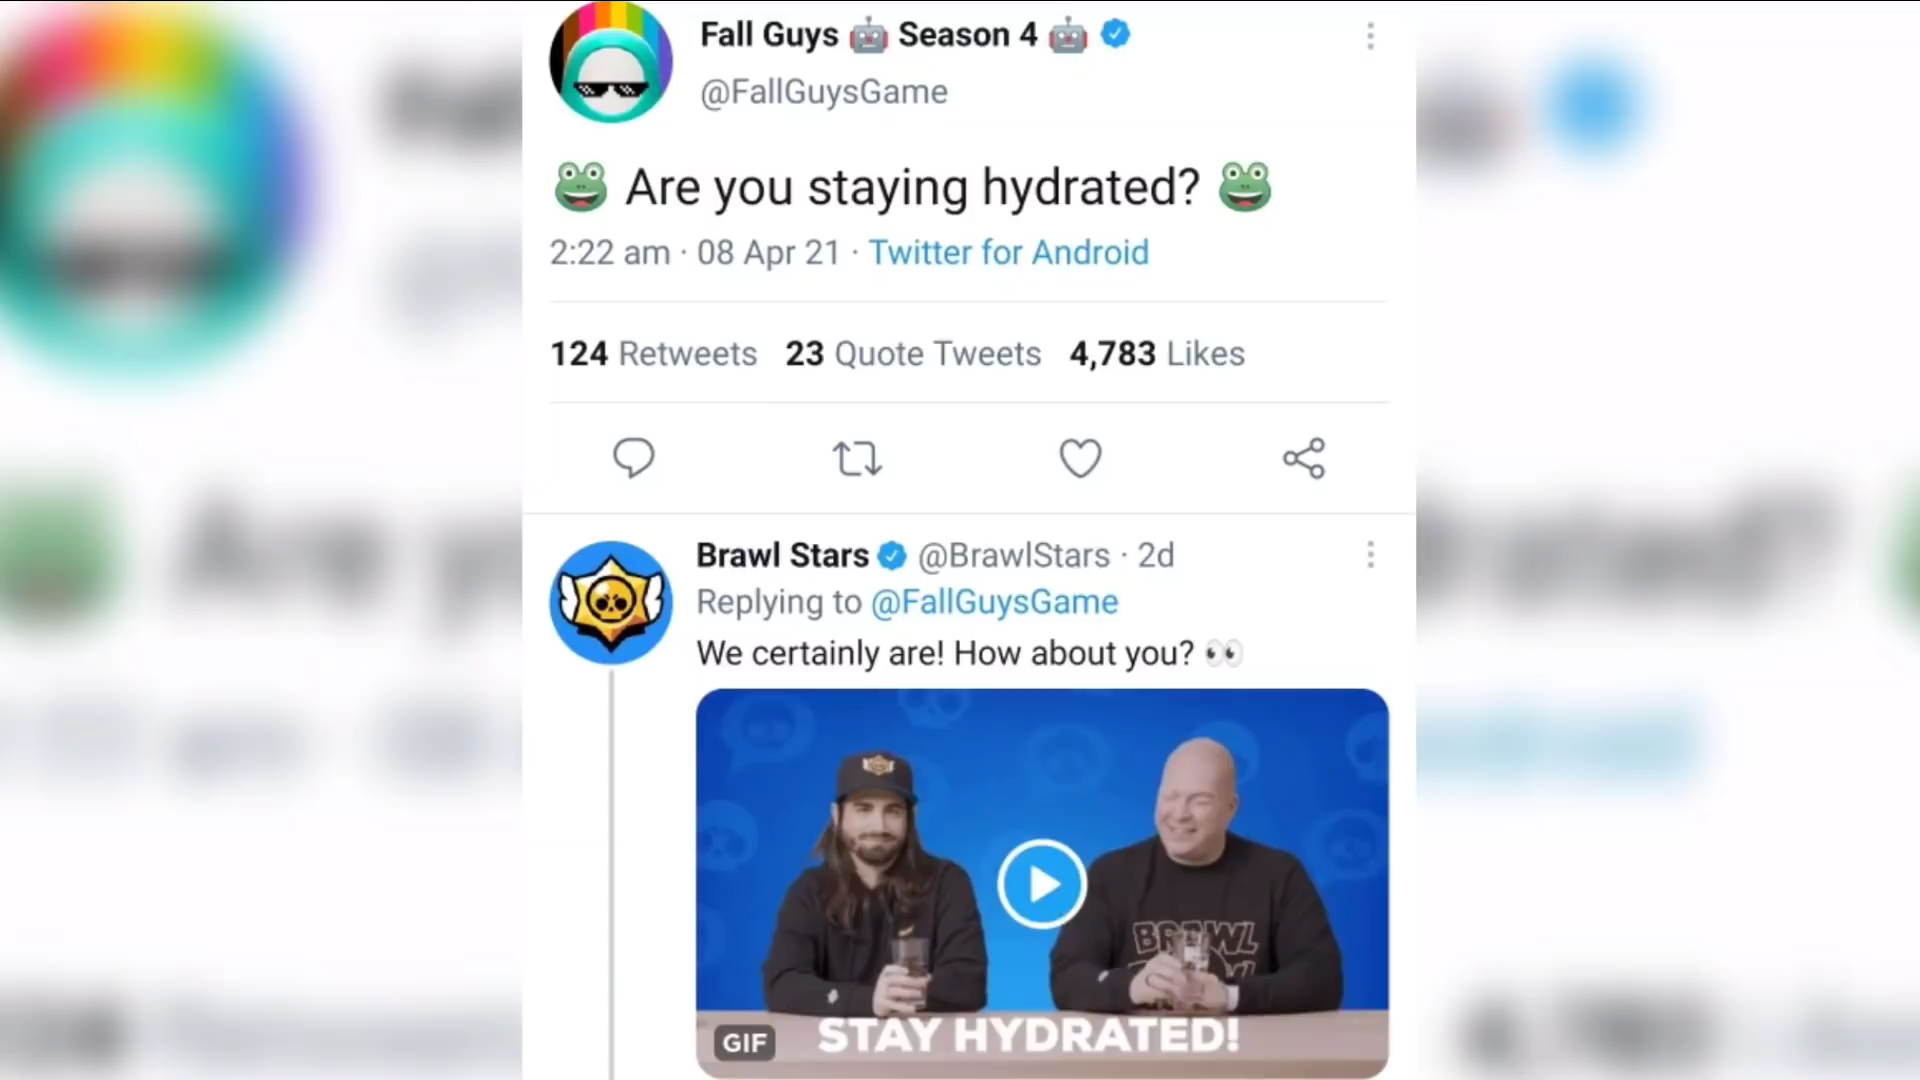 Fall Guys 🤖 Season 4 🤖
@FallGuysGame
🐸 Are you staying hydrated? 🐸
2:22 am · 08 Apr 21 · Twitter for Android
124 Retweets 23 Quote Tweets 4,783 Likes
Brawl Stars @BrawlStars · 2d
Replying to @FallGuysGame
We certainly are! How about you? 👀
BRAWL
GIF
STAY HYDRATED!